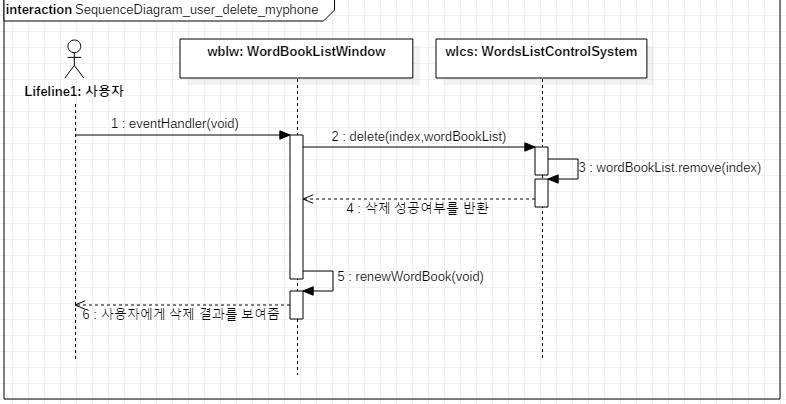 interaction SequenceDiagram_user_delete_myphone
wblw: WordBookListWindow
wlcs: WordsListControlSystem
Lifeline1: 사용자
1 : eventHandler(void)
2 : delete(index,wordBookList)
3 : wordBookList.remove(index)
4 : 삭제 성공여부를 반환
5 : renewWordBook(void)
6 : 사용자에게 삭제 결과를 보여줌